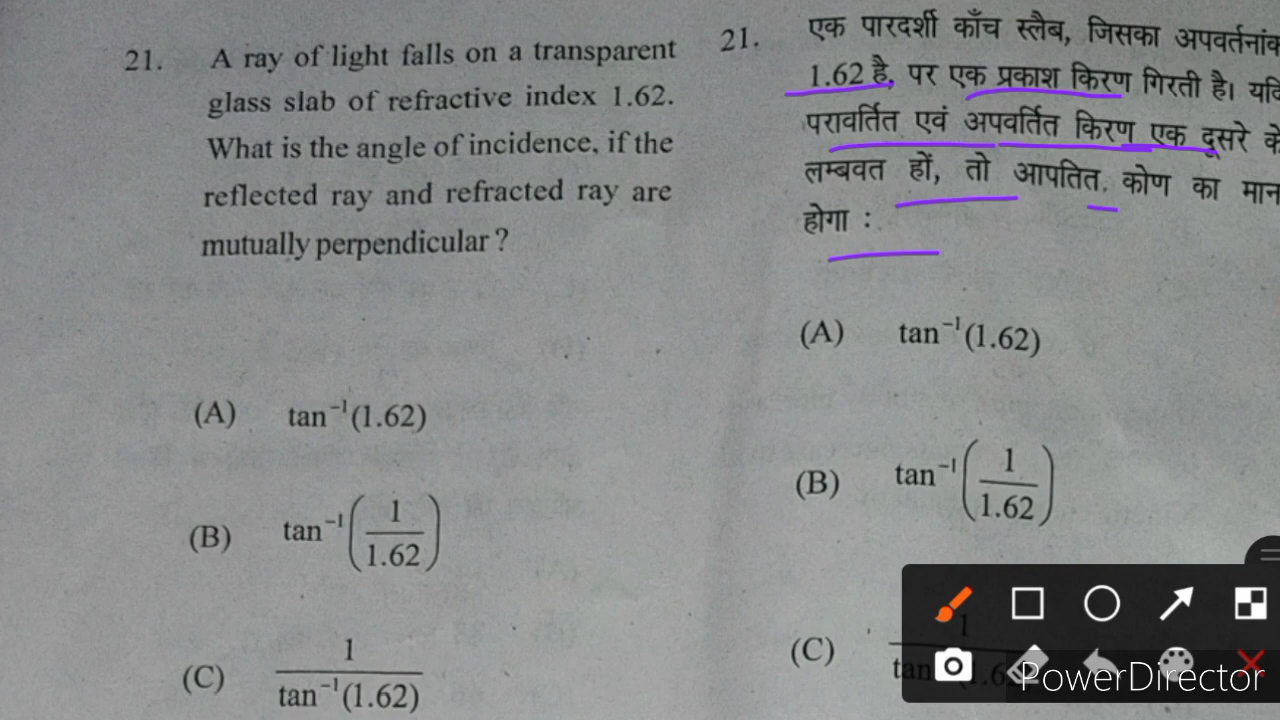 21. A ray of light falls on a transparent
glass slab of refractive index 1.62.
What is the angle of incidence, if the
reflected ray and refracted ray are
mutually perpendicular ?
(A) tan⁻¹(1.62)
(B) tan⁻¹(1/1.62)
(C) 1/tan⁻¹(1.62)
21. एक पारदर्शी काँच स्लैब, जिसका अपवर्तनांक
1.62 है, पर एक प्रकाश किरण गिरती है। यदि
परावर्तित एवं अपवर्तित किरण एक दूसरे के
लम्बवत हों, तो आपतित कोण का मान
होगा :
(A) tan⁻¹(1.62)
(B) tan⁻¹(1/1.62)
(C)
PowerDirector